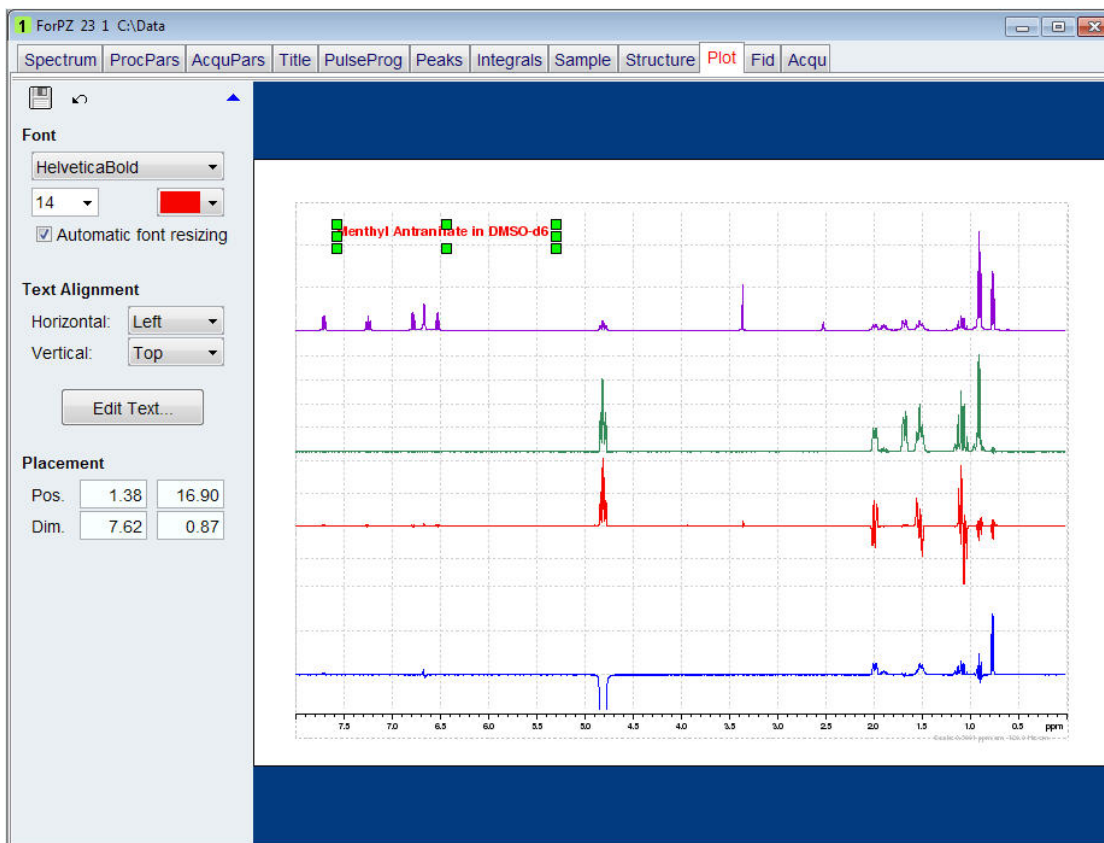 1 ForPZ 23 1 C:\Data
Spectrum ProcPars AcquPars Title PulseProg Peaks Integrals Sample Structure Plot Fid Acqu
Font
HelveticaBold
14
Automatic font resizing
Text Alignment
Horizontal: Left
Vertical: Top
Edit Text...
Placement
Pos. 1.38 16.90
Dim. 7.62 0.87
Menthyl Antranilate in DMSO-d6
7.5 7.0 6.5 6.0 5.5 5.0 4.5 4.0 3.5 3.0 2.5 2.0 1.5 1.0 0.5 ppm